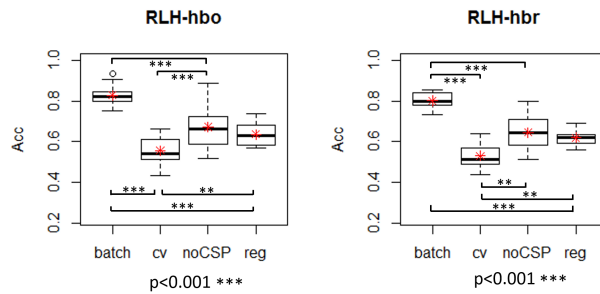 RLH-hbo
Acc
1.0
0.8
0.6
0.4
0.2
***
***
***
**
***
batch cv noCSP reg
p<0.001 ***
RLH-hbr
Acc
1.0
0.8
0.6
0.4
0.2
***
***
**
**
***
batch cv noCSP reg
p<0.001 ***